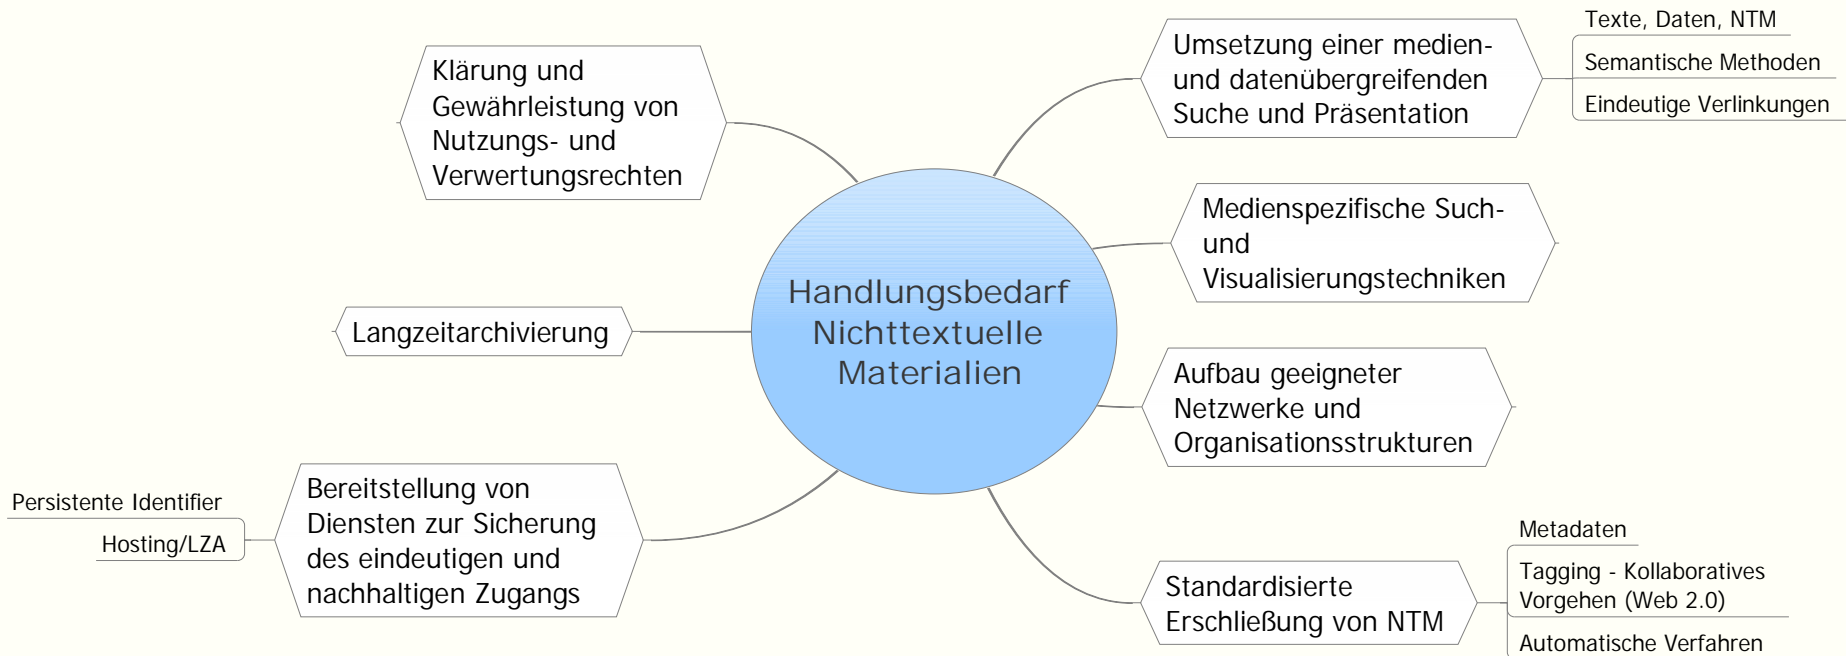 Handlungsbedarf
Nichttextuelle
Materialien
Umsetzung einer medien-
und datenübergreifenden
Suche und Präsentation
Texte, Daten, NTM
Semantische Methoden
Eindeutige Verlinkungen
Medienspezifische Such-
und
Visualisierungstechniken
Aufbau geeigneter
Netzwerke und
Organisationsstrukturen
Standardisierte
Erschließung von NTM
Metadaten
Tagging - Kollaboratives
Vorgehen (Web 2.0)
Automatische Verfahren
Bereitstellung von
Diensten zur Sicherung
des eindeutigen und
nachhaltigen Zugangs
Persistente Identifier
Hosting/LZA
Langzeitarchivierung
Klärung und
Gewährleistung von
Nutzungs- und
Verwertungsrechten